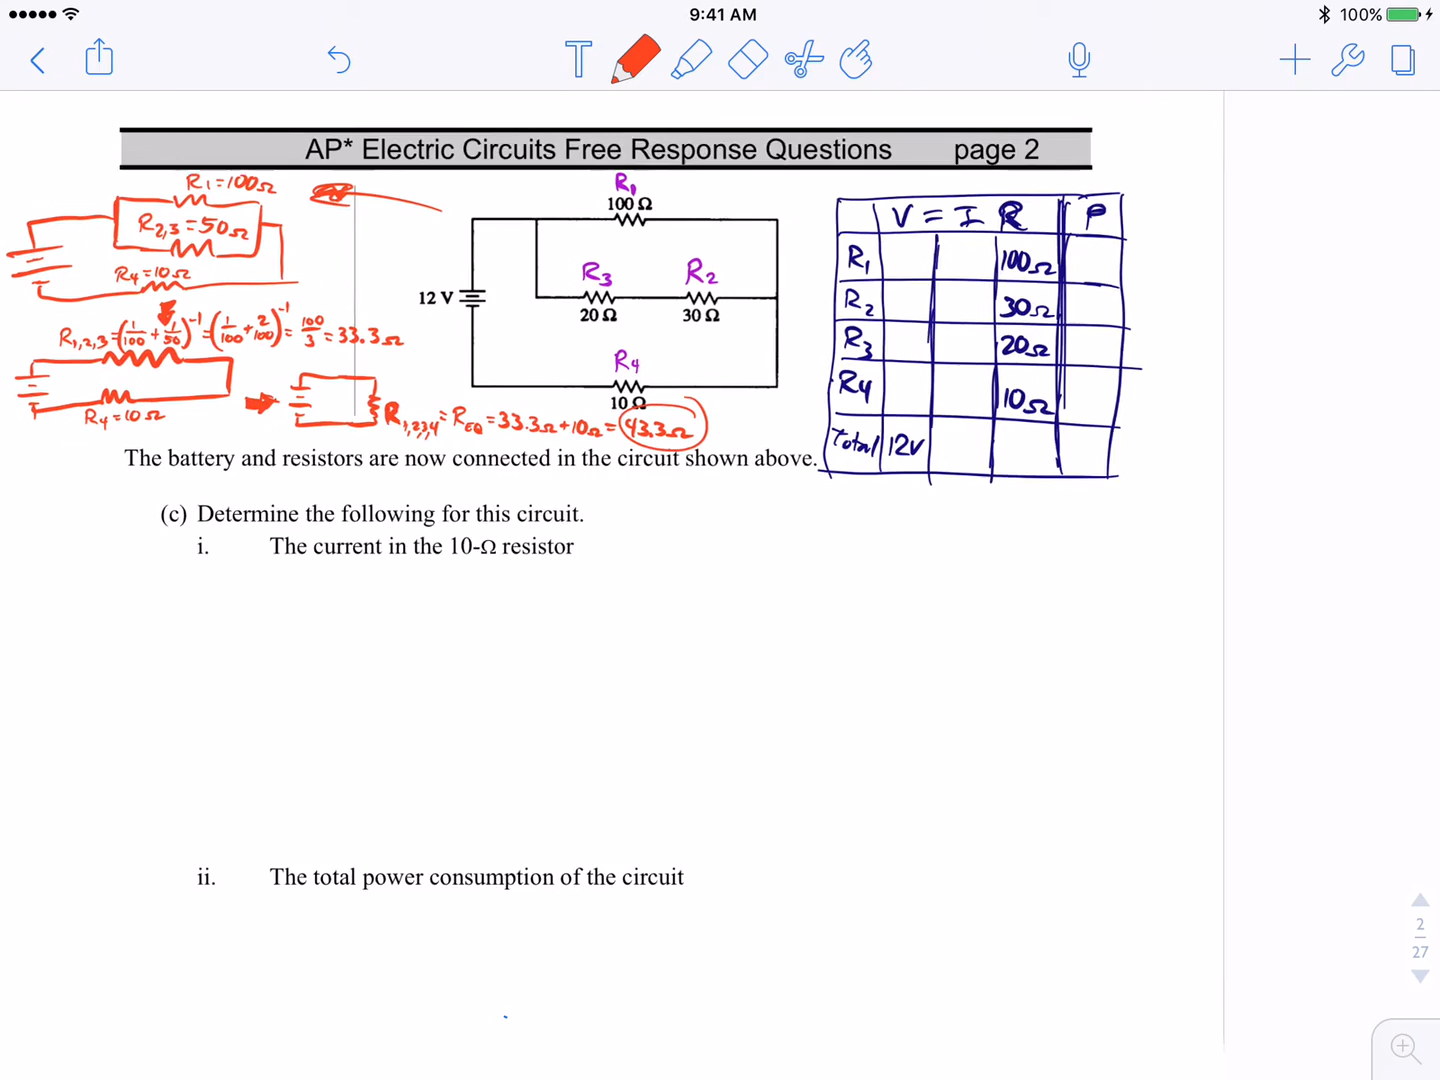 9:41 AM
100%
T
AP* Electric Circuits Free Response Questions page 2
R₁=100Ω
R₂,₃=50Ω
R₄=10Ω
R₁,₂,₃=(1/100+1/50)⁻¹=(1/100+2/100)⁻¹=100/3=33.3Ω
R₄=10Ω
R₁,₂,₃,₄=R_EQ=33.3Ω+10Ω=43.3Ω
R₁
100 Ω
R₃ R₂
12 V
20 Ω 30 Ω
R₄
10 Ω
V = I R P
R₁ 100Ω
R₂ 30Ω
R₃ 20Ω
R₄ 10Ω
Total 12V
The battery and resistors are now connected in the circuit shown above.
(c) Determine the following for this circuit.
i. The current in the 10-Ω resistor
ii. The total power consumption of the circuit
2
27